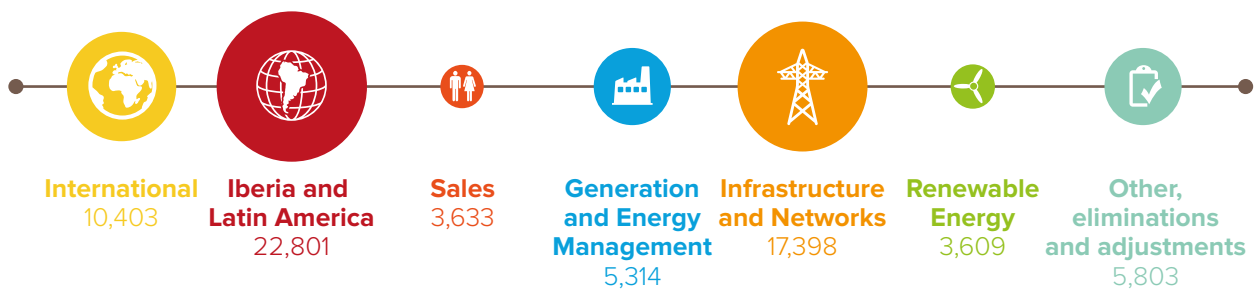 International
10,403
Iberia and
Latin America
22,801
Sales
3,633
Generation
and Energy
Management
5,314
Infrastructure
and Networks
17,398
Renewable
Energy
3,609
Other,
eliminations
and adjustments
5,803